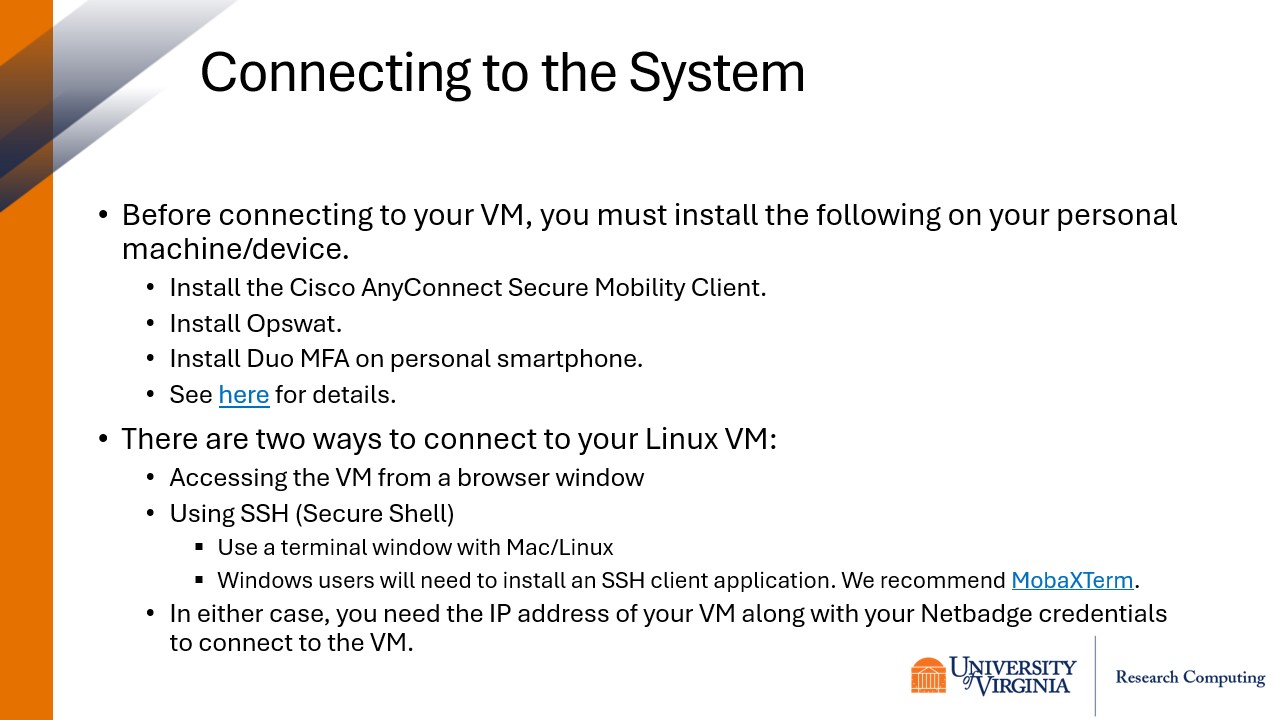 Connecting to the System
• Before connecting to your VM, you must install the following on your personal
machine/device.
• Install the Cisco AnyConnect Secure Mobility Client.
• Install Opswat.
• Install Duo MFA on personal smartphone.
• See here for details.
• There are two ways to connect to your Linux VM:
• Accessing the VM from a browser window
• Using SSH (Secure Shell)
▪ Use a terminal window with Mac/Linux
▪ Windows users will need to install an SSH client application. We recommend MobaXTerm.
• In either case, you need the IP address of your VM along with your Netbadge credentials
to connect to the VM.
UNIVERSITY
of VIRGINIA
Research Computing